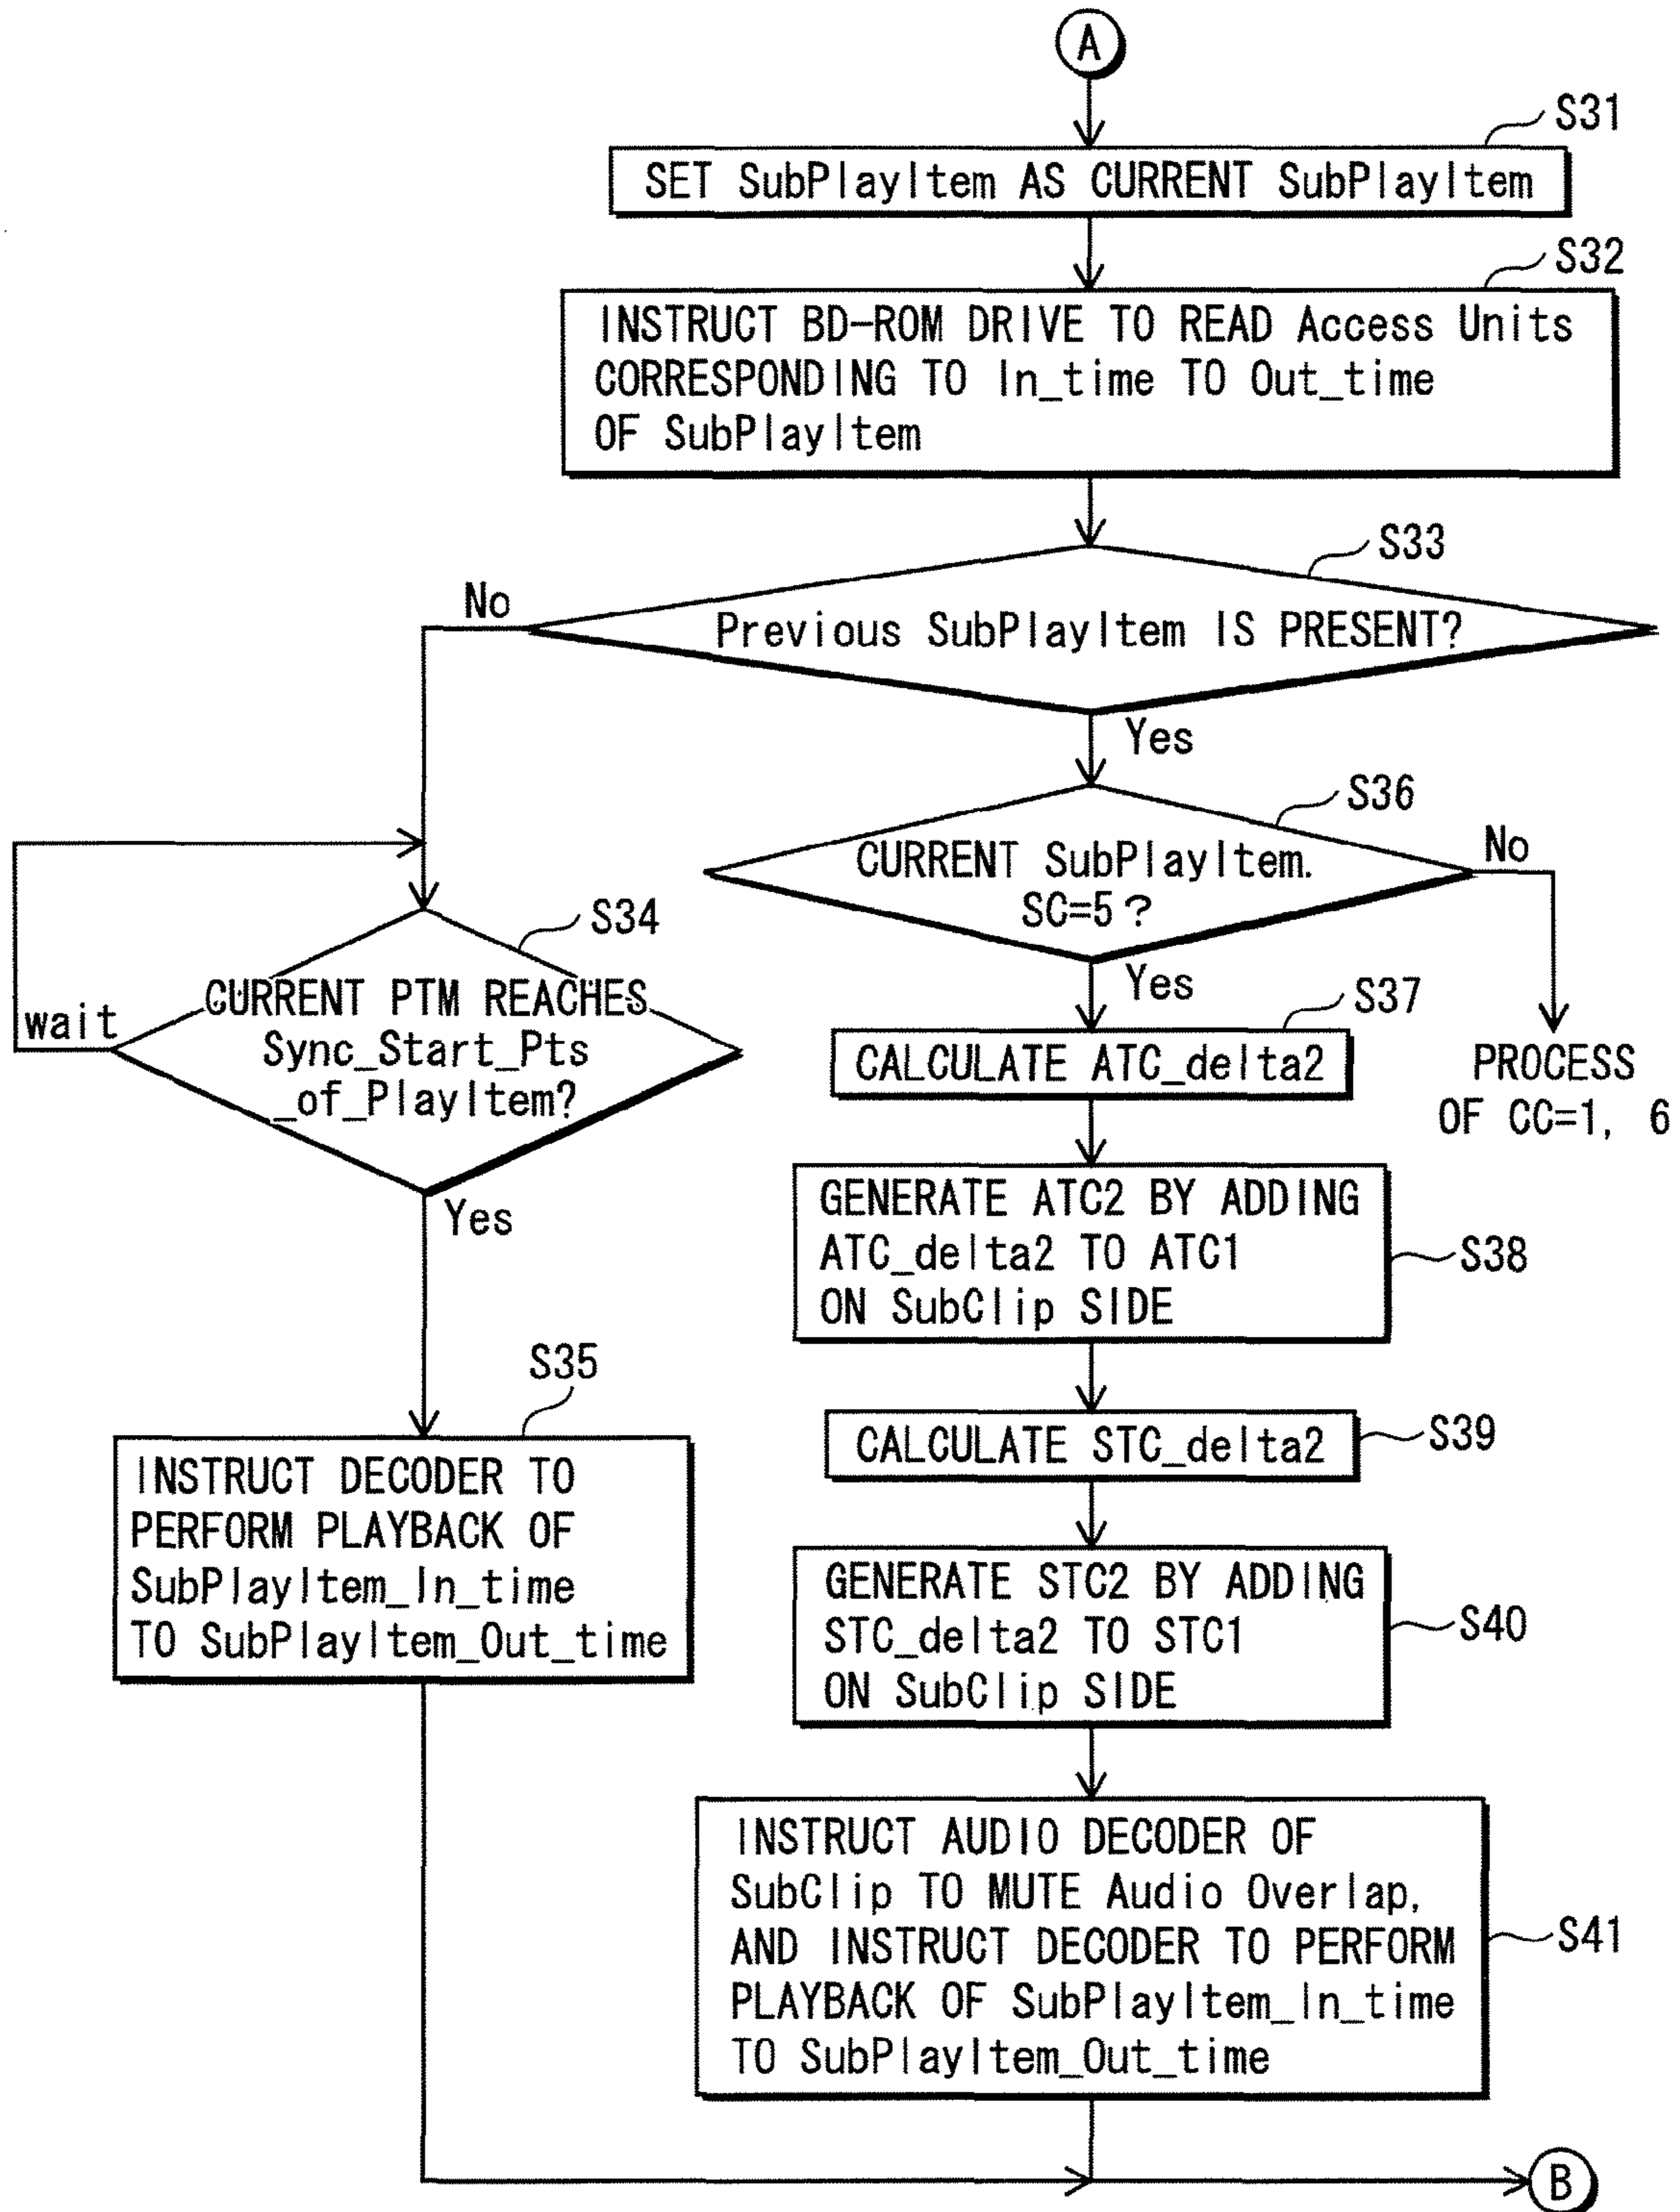 A
S31
SET SubPlayItem AS CURRENT SubPlayItem
S32
INSTRUCT BD-ROM DRIVE TO READ Access Units
CORRESPONDING TO In_time TO Out_time
OF SubPlayItem
S33
No
Previous SubPlayItem IS PRESENT?
Yes
S36
CURRENT SubPlayItem.
SC=5?
No
Yes
PROCESS
OF CC=1, 6
S34
CURRENT PTM REACHES
Sync_Start_Pts
_of_PlayItem?
wait
Yes
S37
CALCULATE ATC_delta2
GENERATE ATC2 BY ADDING
ATC_delta2 TO ATC1
ON SubClip SIDE
S38
S35
INSTRUCT DECODER TO
PERFORM PLAYBACK OF
SubPlayItem_In_time
TO SubPlayItem_Out_time
CALCULATE STC_delta2
S39
GENERATE STC2 BY ADDING
STC_delta2 TO STC1
ON SubClip SIDE
S40
INSTRUCT AUDIO DECODER OF
SubClip TO MUTE Audio Overlap,
AND INSTRUCT DECODER TO PERFORM
PLAYBACK OF SubPlayItem_In_time
TO SubPlayItem_Out_time
S41
B